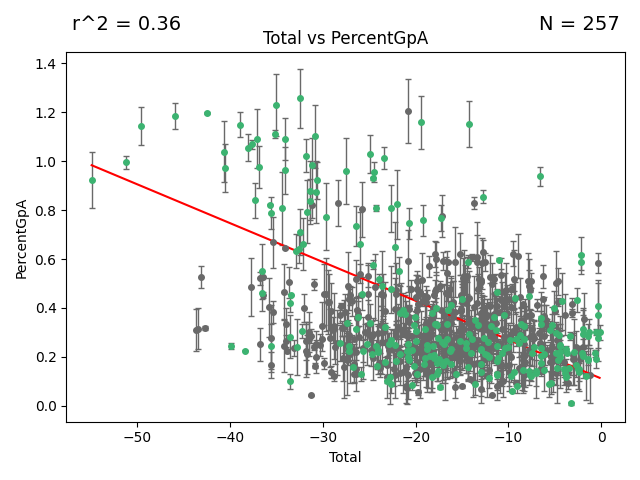 r^2 = 0.36
N = 257
Total vs PercentGpA
PercentGpA
1.4
1.2
1.0
0.8
0.6
0.4
0.2
0.0
−50
−40
−30
−20
−10
0
Total